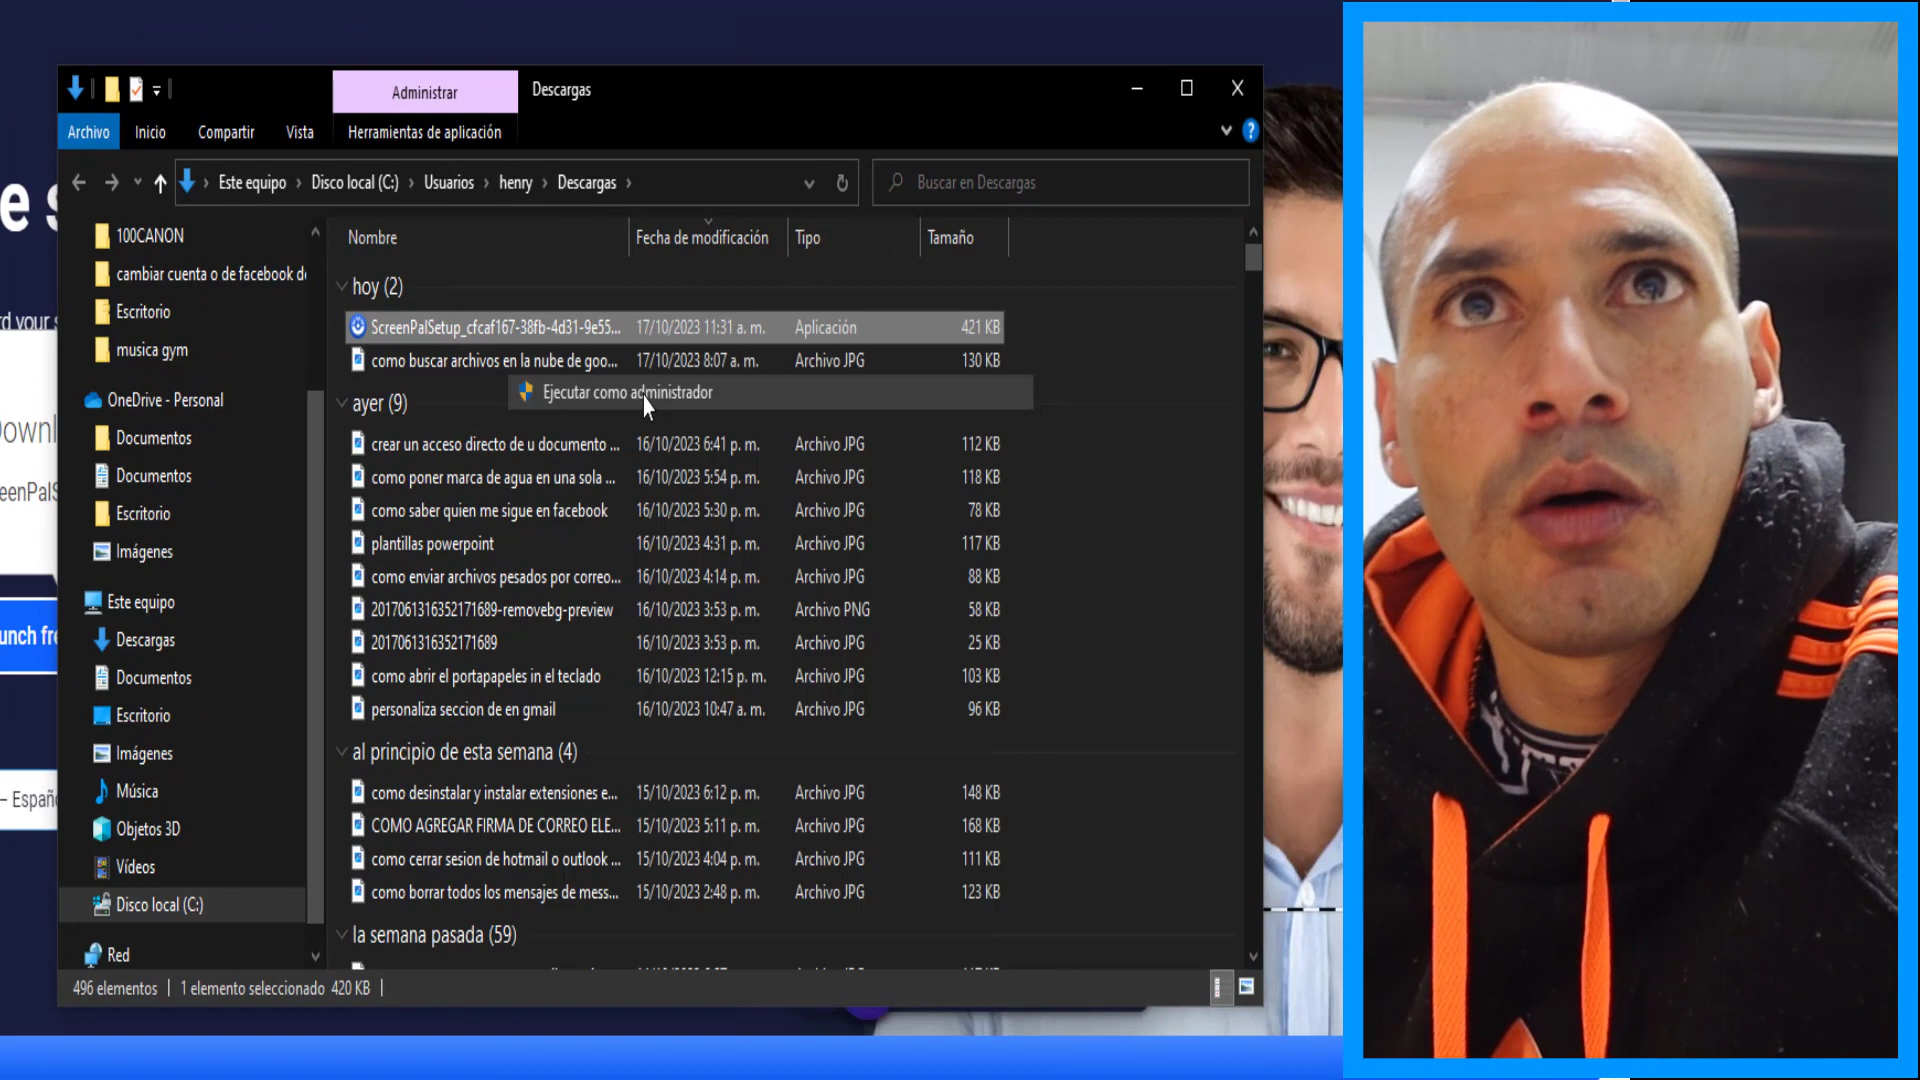 Administrar
Descargas
Archivo
Inicio
Compartir
Vista
Herramientas de aplicación
Este equipo › Disco local (C:) › Usuarios › henry › Descargas ›
Buscar en Descargas
100CANON
cambiar cuenta o de facebook de
Escritorio
musica gym
OneDrive - Personal
Documentos
Documentos
Escritorio
Imágenes
Este equipo
Descargas
Documentos
Escritorio
Imágenes
Música
Objetos 3D
Vídeos
Disco local (C:)
Red
Nombre Fecha de modificación Tipo Tamaño
hoy (2)
ScreenPalSetup_cfcaf167-38fb-4d31-9e55... 17/10/2023 11:31 a. m. Aplicación 421 KB
como buscar archivos en la nube de goo... 17/10/2023 8:07 a. m. Archivo JPG 130 KB
Ejecutar como administrador
ayer (9)
crear un acceso directo de u documento ... 16/10/2023 6:41 p. m. Archivo JPG 112 KB
como poner marca de agua en una sola ... 16/10/2023 5:54 p. m. Archivo JPG 118 KB
como saber quien me sigue en facebook 16/10/2023 5:30 p. m. Archivo JPG 78 KB
plantillas powerpoint 16/10/2023 4:31 p. m. Archivo JPG 117 KB
como enviar archivos pesados por correo... 16/10/2023 4:14 p. m. Archivo JPG 88 KB
2017061316352171689-removebg-preview 16/10/2023 3:53 p. m. Archivo PNG 58 KB
2017061316352171689 16/10/2023 3:53 p. m. Archivo JPG 25 KB
como abrir el portapapeles in el teclado 16/10/2023 12:15 p. m. Archivo JPG 103 KB
personaliza seccion de en gmail 16/10/2023 10:47 a. m. Archivo JPG 96 KB
al principio de esta semana (4)
como desinstalar y instalar extensiones e... 15/10/2023 6:12 p. m. Archivo JPG 148 KB
COMO AGREGAR FIRMA DE CORREO ELE... 15/10/2023 5:11 p. m. Archivo JPG 168 KB
como cerrar sesion de hotmail o outlook ... 15/10/2023 4:04 p. m. Archivo JPG 111 KB
como borrar todos los mensajes de mess... 15/10/2023 2:48 p. m. Archivo JPG 123 KB
la semana pasada (59)
496 elementos | 1 elemento seleccionado 420 KB |
e s
rd your s
Downl
eenPalS
unch fre
– Españ